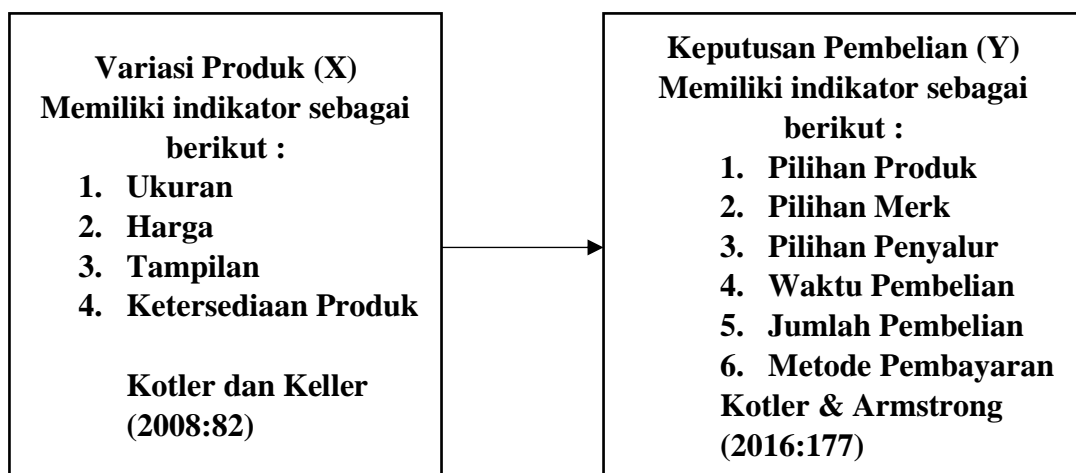 Variasi Produk (X)
Memiliki indikator sebagai
berikut :
1. Ukuran
2. Harga
3. Tampilan
4. Ketersediaan Produk
Kotler dan Keller
(2008:82)
Keputusan Pembelian (Y)
Memiliki indikator sebagai
berikut :
1. Pilihan Produk
2. Pilihan Merk
3. Pilihan Penyalur
4. Waktu Pembelian
5. Jumlah Pembelian
6. Metode Pembayaran
Kotler & Armstrong
(2016:177)